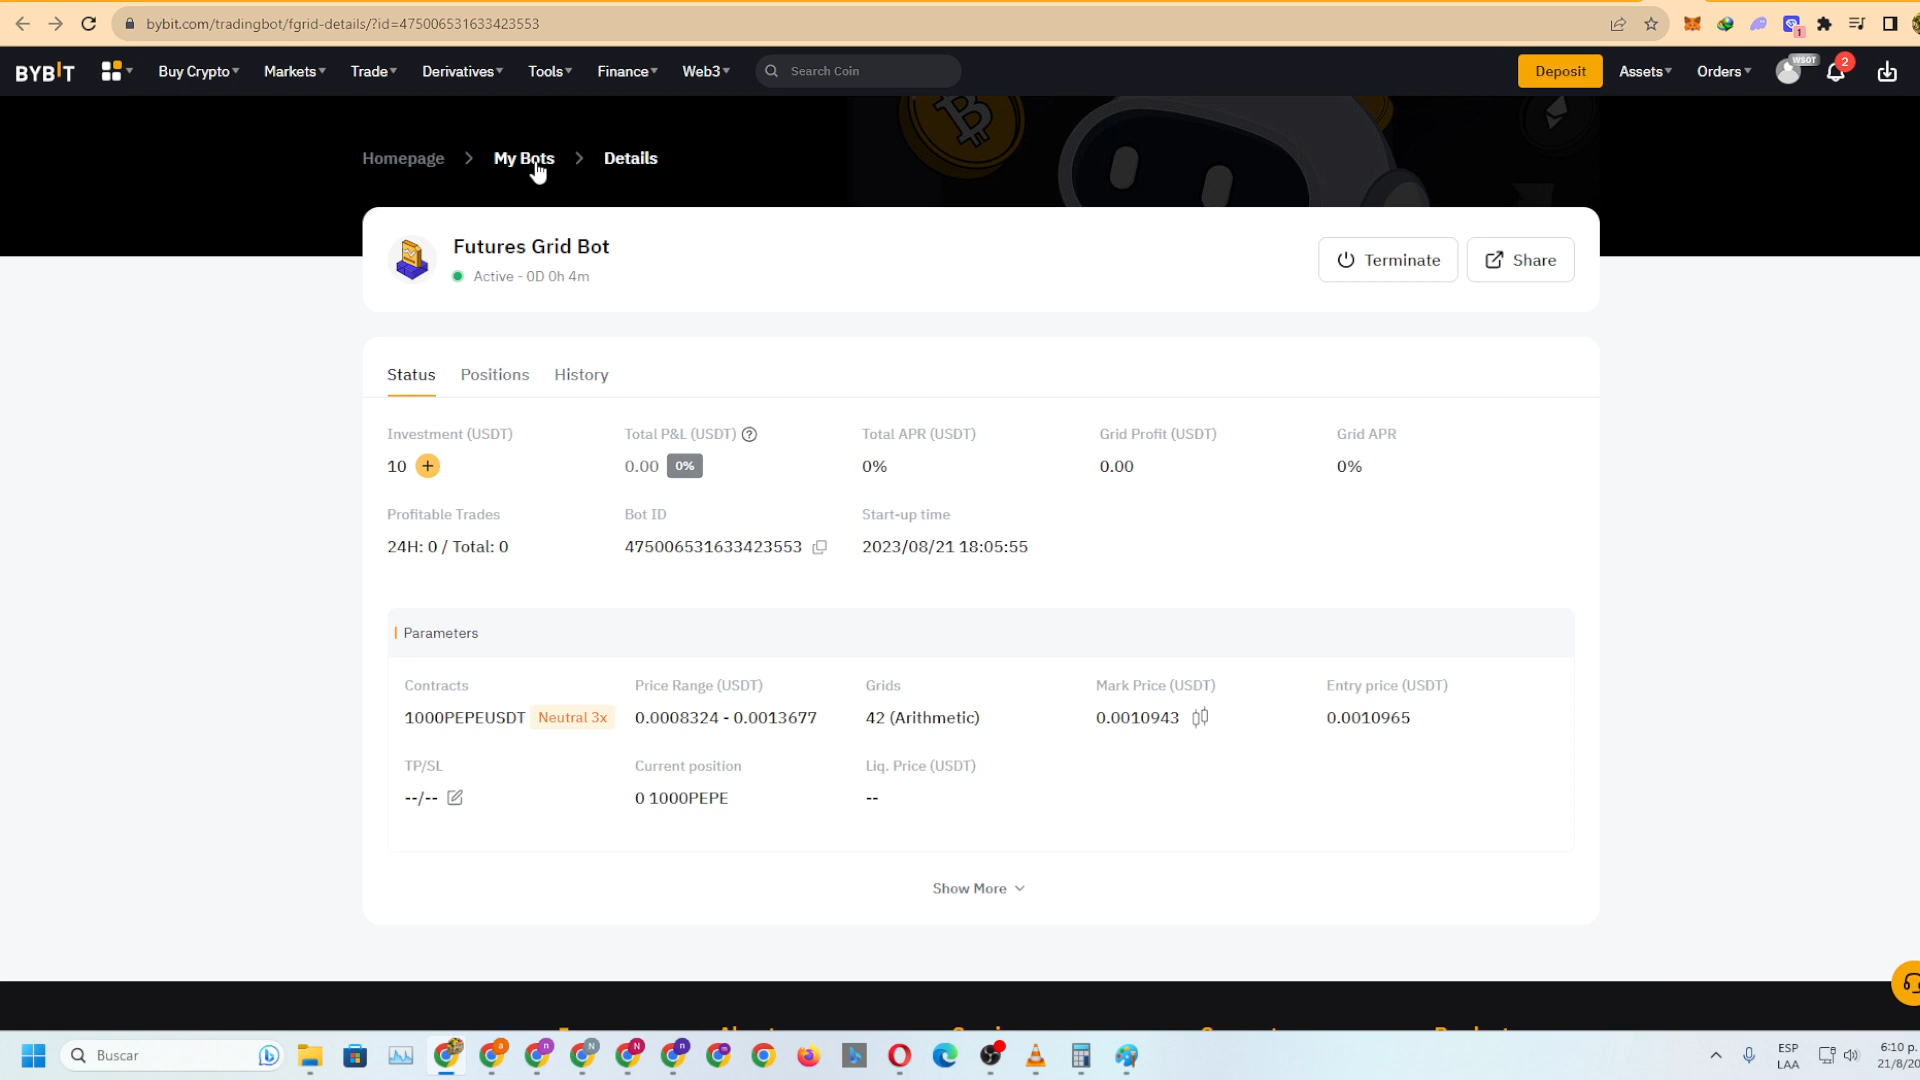 bybit.com/tradingbot/fgrid-details/?id=475006531633423553
1
BYBIT Buy Crypto Markets Trade Derivatives Tools Finance Web3 Search Coin Deposit Assets Orders WSOT 2
Homepage > My Bots > Details
Futures Grid Bot
Active - 0D 0h 4m
Terminate
Share
Status Positions History
Investment (USDT) Total P&L (USDT) Total APR (USDT) Grid Profit (USDT) Grid APR
10 + 0.00 0% 0% 0.00 0%
Profitable Trades Bot ID Start-up time
24H: 0 / Total: 0 475006531633423553 2023/08/21 18:05:55
Parameters
Contracts Price Range (USDT) Grids Mark Price (USDT) Entry price (USDT)
1000PEPEUSDT Neutral 3x 0.0008324 - 0.0013677 42 (Arithmetic) 0.0010943 0.0010965
TP/SL Current position Liq. Price (USDT)
--/-- 0 1000PEPE --
Show More
Buscar
ESP
LAA
6:10 p.
21/8/20